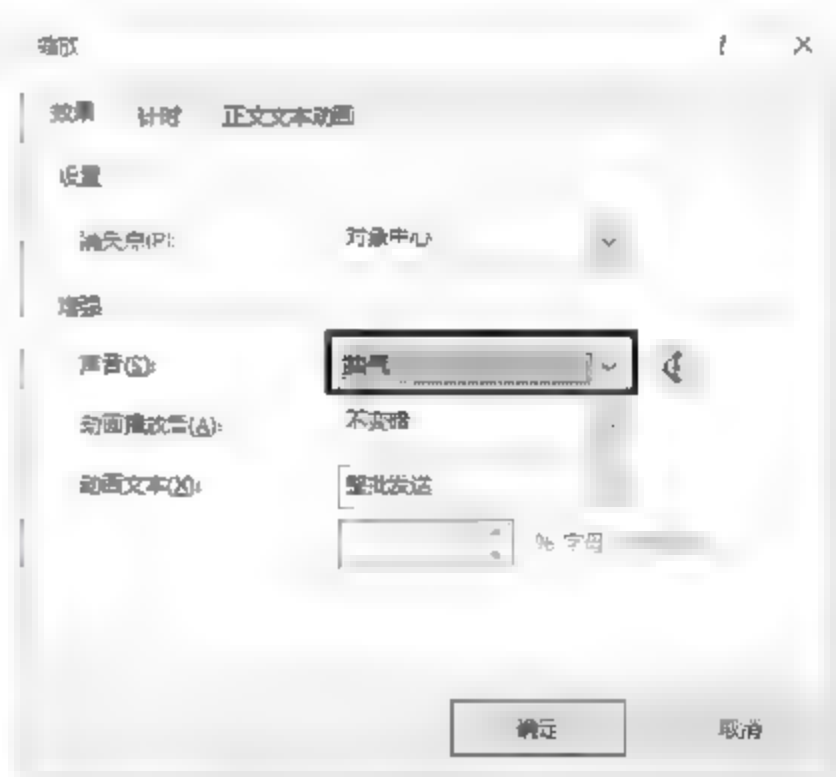 缩放
效果 计时 正文文本动画
设置
消失点(P): 对象中心
增强
声音(S): 抽气
动画播放后(A): 不变暗
动画文本(X): 整批发送
% 字母
确定 取消